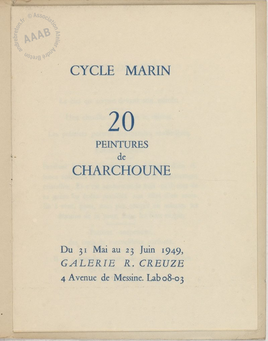 AAAB
CYCLE MARIN
20
PEINTURES
de
CHARCHOUNE
Du 31 Mai au 23 Juin 1949,
GALERIE R. CREUZE
4 Avenue de Messine. Lab 08-03